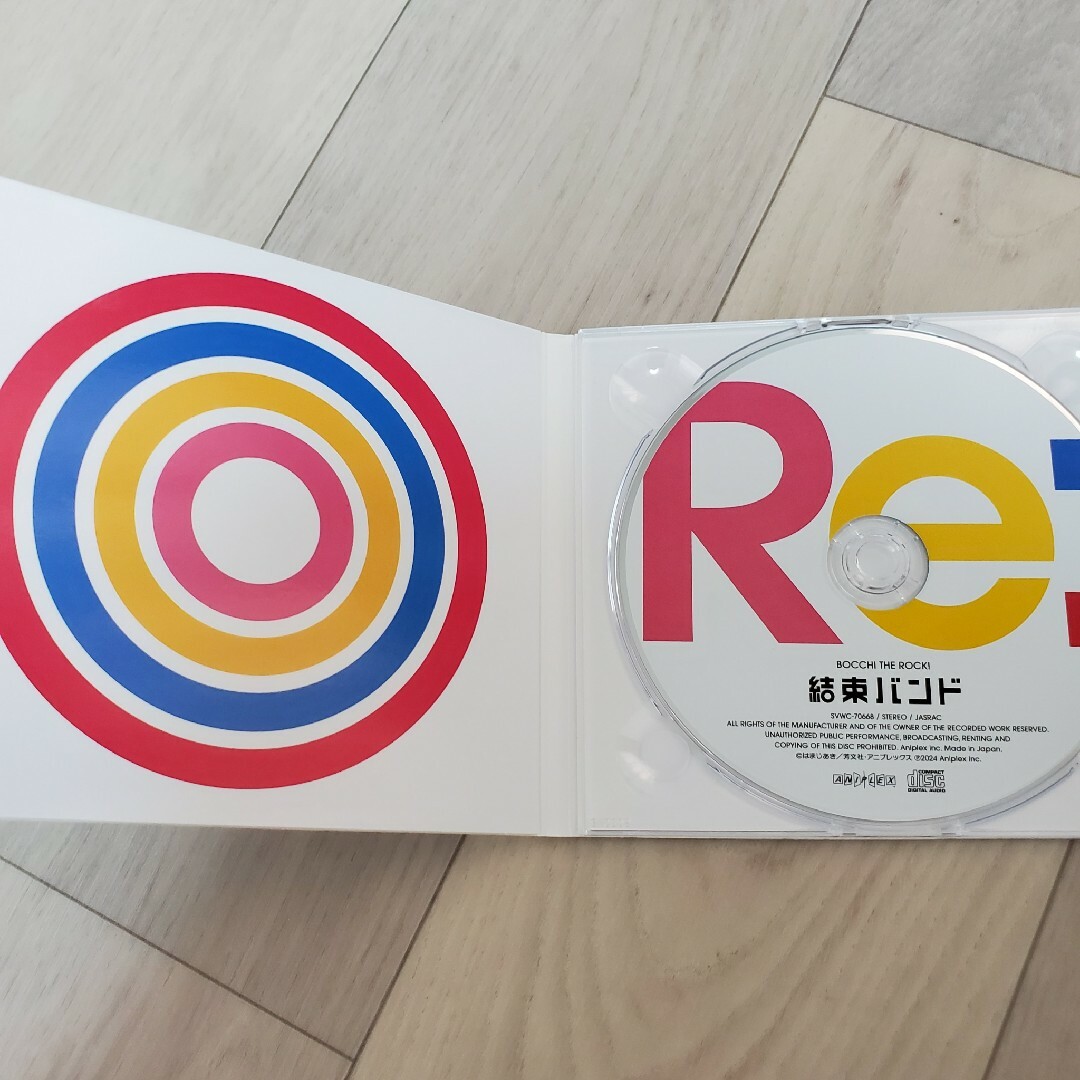 Re:
BOCCHI THE ROCK!
結束バンド
SVWC-70688 / STEREO / JASRAC
ALL RIGHTS OF THE MANUFACTURER AND OF THE OWNER OF THE RECORDED WORK RESERVED.
UNAUTHORIZED PUBLIC PERFORMANCE, BROADCASTING, RENTING AND
COPYING OF THIS DISC PROHIBITED. Aniplex Inc. Made in Japan.
©はまじあき/芳文社・アニプレックス ℗2024 Aniplex Inc.
ANIPLEX
COMPACT
disc
DIGITAL AUDIO